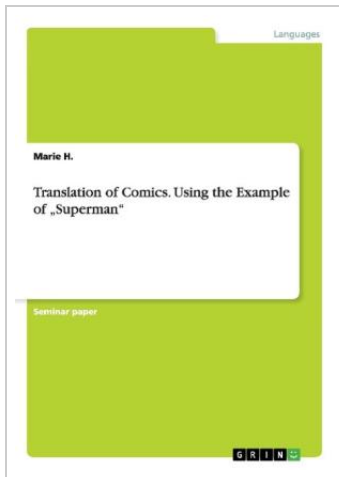 Languages
Marie H.
Translation of Comics. Using the Example
of „Superman“
Seminar paper
GRIN